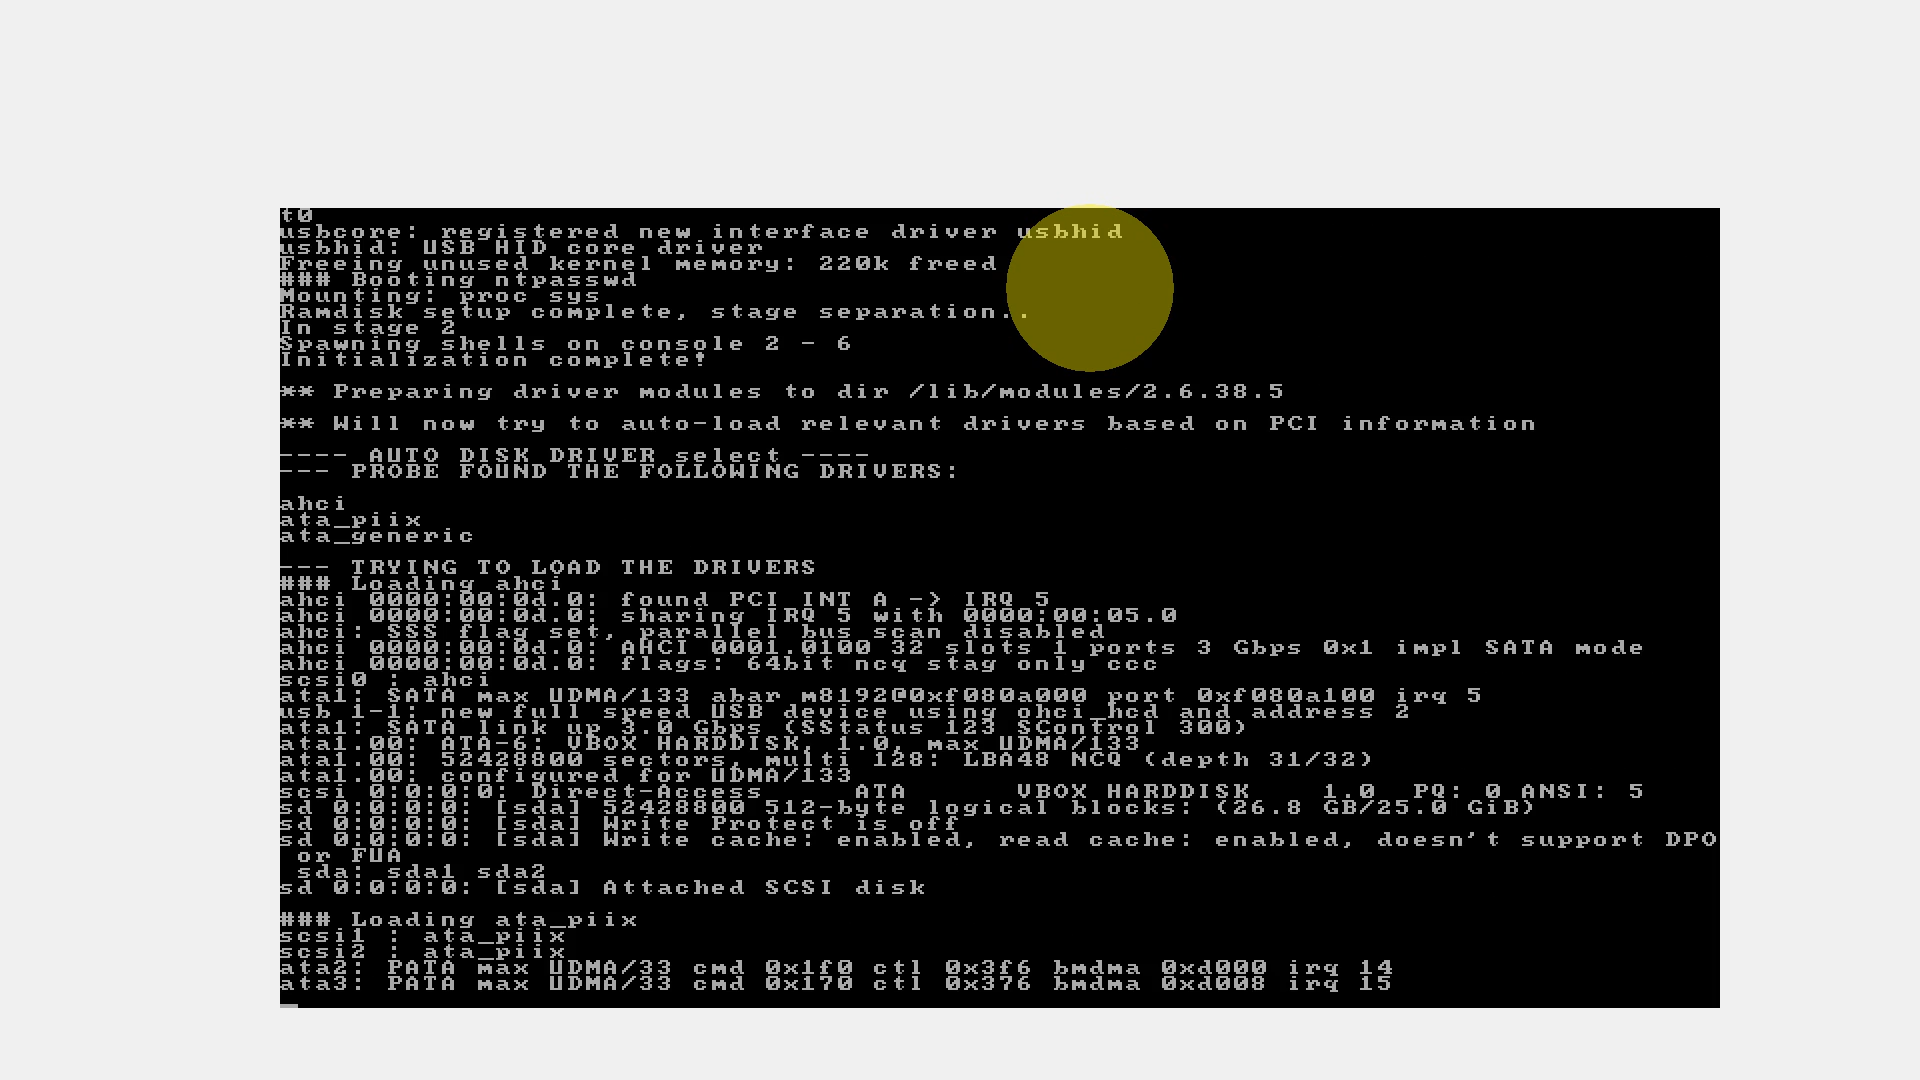 t0
usbcore: registered new interface driver usbhid
usbhid: USB HID core driver
Freeing unused kernel memory: 220k freed
### Booting ntpasswd
Mounting: proc sys
Ramdisk setup complete, stage separation..
In stage 2
Spawning shells on console 2 - 6
Initialization complete!
** Preparing driver modules to dir /lib/modules/2.6.38.5
** Will now try to auto-load relevant drivers based on PCI information
---- AUTO DISK DRIVER select ----
--- PROBE FOUND THE FOLLOWING DRIVERS:
ahci
ata_piix
ata_generic
--- TRYING TO LOAD THE DRIVERS
### Loading ahci
ahci 0000:00:0d.0: found PCI INT A -> IRQ 5
ahci 0000:00:0d.0: sharing IRQ 5 with 0000:00:05.0
ahci: SSS flag set, parallel bus scan disabled
ahci 0000:00:0d.0: AHCI 0001.0100 32 slots 1 ports 3 Gbps 0x1 impl SATA mode
ahci 0000:00:0d.0: flags: 64bit ncq stag only ccc
scsi0 : ahci
ata1: SATA max UDMA/133 abar m8192@0xf080a000 port 0xf080a100 irq 5
usb 1-1: new full speed USB device using ohci_hcd and address 2
ata1: SATA link up 3.0 Gbps (SStatus 123 SControl 300)
ata1.00: ATA-6: VBOX HARDDISK, 1.0, max UDMA/133
ata1.00: 52428800 sectors, multi 128: LBA48 NCQ (depth 31/32)
ata1.00: configured for UDMA/133
scsi 0:0:0:0: Direct-Access     ATA      VBOX HARDDISK    1.0  PQ: 0 ANSI: 5
sd 0:0:0:0: [sda] 52428800 512-byte logical blocks: (26.8 GB/25.0 GiB)
sd 0:0:0:0: [sda] Write Protect is off
sd 0:0:0:0: [sda] Write cache: enabled, read cache: enabled, doesn't support DPO
 or FUA
 sda: sda1 sda2
sd 0:0:0:0: [sda] Attached SCSI disk
### Loading ata_piix
scsi1 : ata_piix
scsi2 : ata_piix
ata2: PATA max UDMA/33 cmd 0x1f0 ctl 0x3f6 bmdma 0xd000 irq 14
ata3: PATA max UDMA/33 cmd 0x170 ctl 0x376 bmdma 0xd008 irq 15